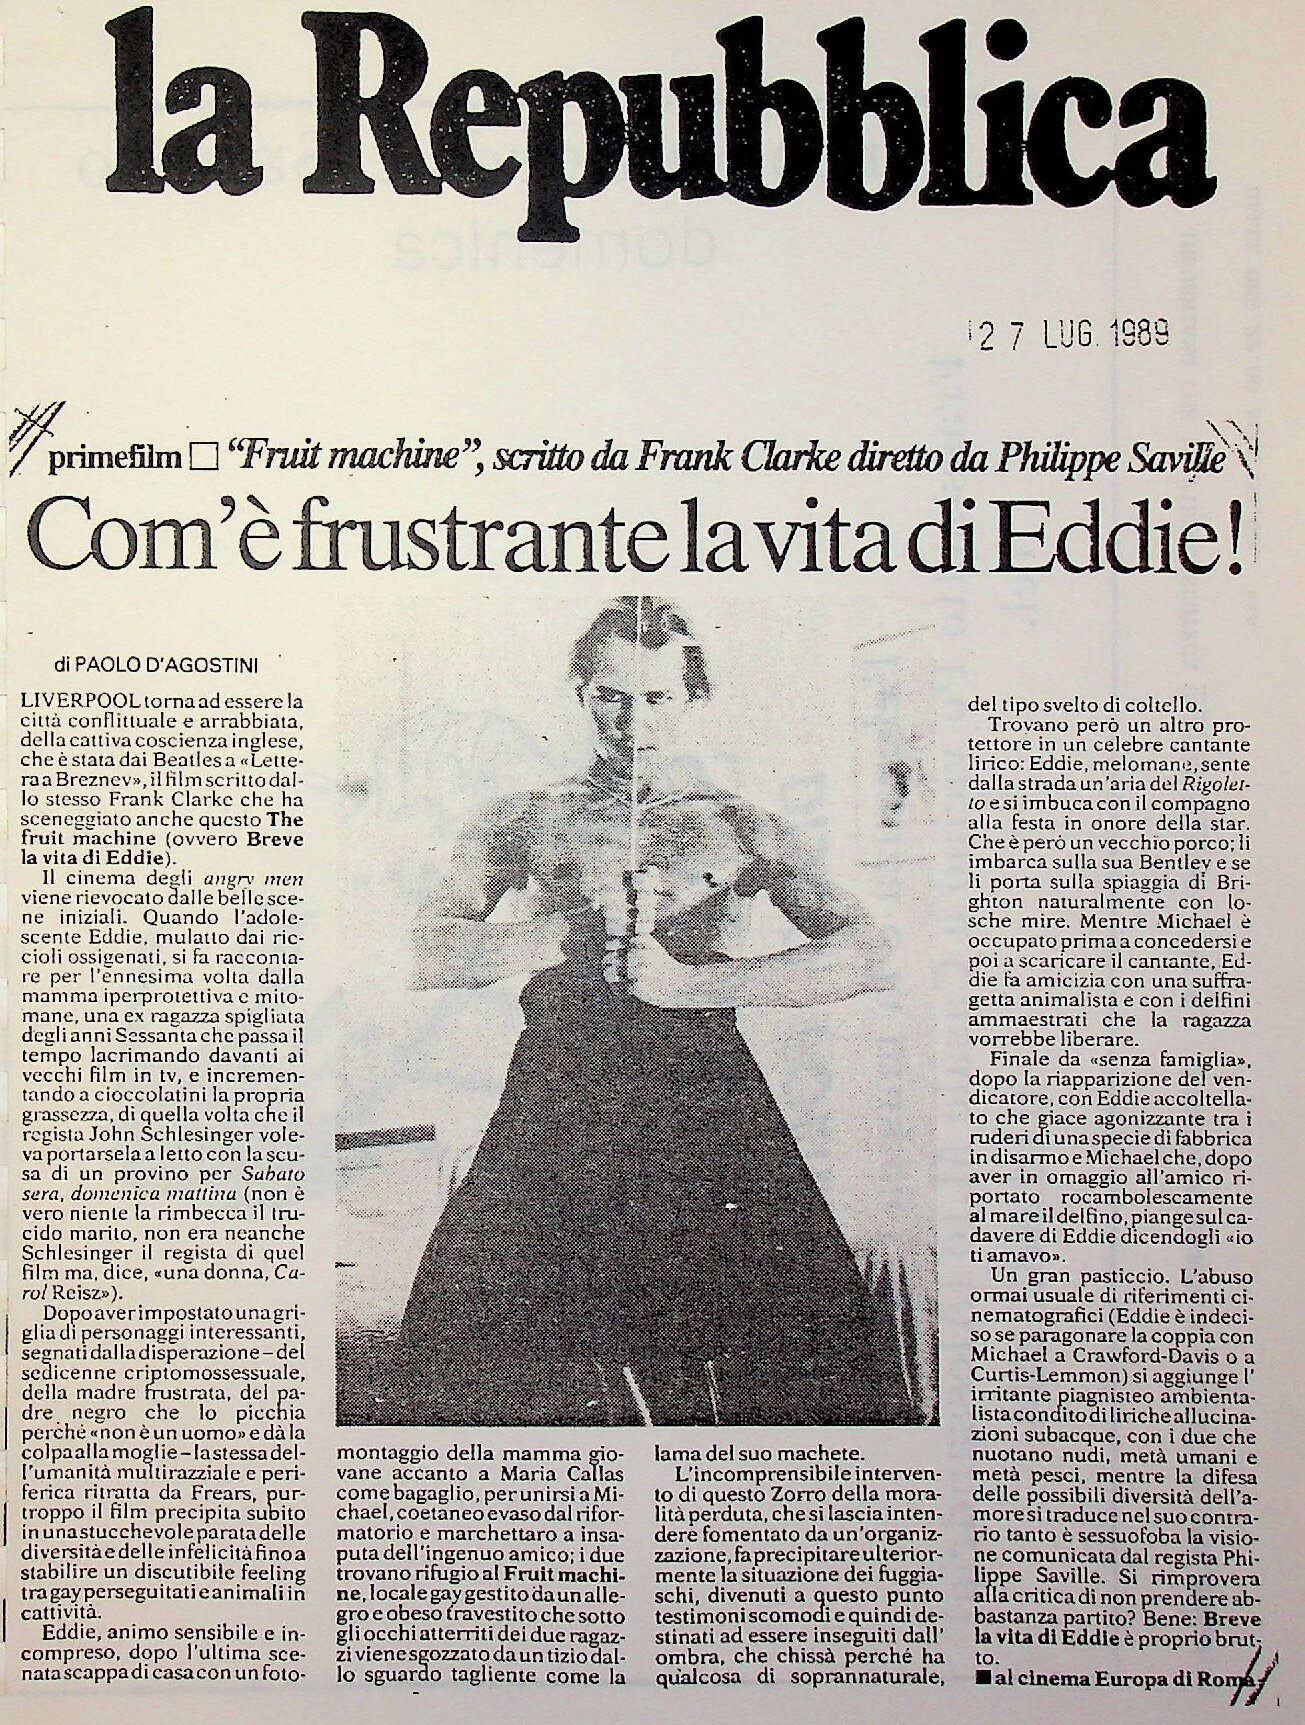 la Repubblica
27 LUG. 1989
primefilm □ “Fruit machine”, scritto da Frank Clarke diretto da Philippe Saville
Com’è frustrante la vita di Eddie!
di PAOLO D'AGOSTINI
LIVERPOOL torna ad essere la
città conflittuale e arrabbiata,
della cattiva coscienza inglese,
che è stata dai Beatles a «Lette-
ra a Breznev», il film scritto dal-
lo stesso Frank Clarke che ha
sceneggiato anche questo The
fruit machine (ovvero Breve
la vita di Eddie).
Il cinema degli angry men
viene rievocato dalle belle sce-
ne iniziali. Quando l'adole-
scente Eddie, mulatto dai ric-
cioli ossigenati, si fa racconta-
re per l'ennesima volta dalla
mamma iperprotettiva e mito-
mane, una ex ragazza spigliata
degli anni Sessanta che passa il
tempo lacrimando davanti ai
vecchi film in tv, e incremen-
tando a cioccolatini la propria
grassezza, di quella volta che il
regista John Schlesinger vole-
va portarsela a letto con la scu-
sa di un provino per Sabato
sera, domenica mattina (non è
vero niente la rimbecca il tru-
cido marito, non era neanche
Schlesinger il regista di quel
film ma, dice, «una donna, Ca-
rol Reisz»).
Dopo aver impostato una gri-
glia di personaggi interessanti,
segnati dalla disperazione – del
sedicenne criptomossessuale,
della madre frustrata, del pa-
dre negro che lo picchia
perché «non è un uomo» e dà la
colpa alla moglie – la stessa del-
l'umanità multirazziale e peri-
ferica ritratta da Frears, pur-
troppo il film precipita subito
in una stucchevole parata delle
diversità e delle infelicità fino a
stabilire un discutibile feeling
tra gay perseguitati e animali in
cattività.
Eddie, animo sensibile e in-
compreso, dopo l'ultima sce-
nata scappa di casa con un foto-
montaggio della mamma gio-
vane accanto a Maria Callas
come bagaglio, per unirsi a Mi-
chael, coetaneo evaso dal rifor-
matorio e marchettaro a insa-
puta dell'ingenuo amico; i due
trovano rifugio al Fruit machi-
ne, locale gay gestito da un alle-
gro e obeso travestito che sotto
gli occhi atterriti dei due ragaz-
zi viene sgozzato da un tizio dal-
lo sguardo tagliente come la
lama del suo machete.
L'incomprensibile interven-
to di questo Zorro della mora-
lità perduta, che si lascia inten-
dere fomentato da un'organiz-
zazione, fa precipitare ulterior-
mente la situazione dei fuggia-
schi, divenuti a questo punto
testimoni scomodi e quindi de-
stinati ad essere inseguiti dall'
ombra, che chissà perché ha
qualcosa di soprannaturale,
del tipo svelto di coltello.
Trovano però un altro pro-
tettore in un celebre cantante
lirico: Eddie, melomane, sente
dalla strada un'aria del Rigolet-
to e si imbuca con il compagno
alla festa in onore della star.
Che è però un vecchio porco; li
imbarca sulla sua Bentley e se
li porta sulla spiaggia di Bri-
ghton naturalmente con lo-
sche mire. Mentre Michael è
occupato prima a concedersi e
poi a scaricare il cantante, Ed-
die fa amicizia con una suffra-
getta animalista e con i delfini
ammaestrati che la ragazza
vorrebbe liberare.
Finale da «senza famiglia»,
dopo la riapparizione del ven-
dicatore, con Eddie accoltella-
to che giace agonizzante tra i
ruderi di una specie di fabbrica
in disarmo e Michael che, dopo
aver in omaggio all'amico ri-
portato rocambolescamente
al mare il delfino, piange sul ca-
davere di Eddie dicendogli «io
ti amavo».
Un gran pasticcio. L'abuso
ormai usuale di riferimenti ci-
nematografici (Eddie è indeci-
so se paragonare la coppia con
Michael a Crawford-Davis o a
Curtis-Lemmon) si aggiunge l'
irritante piagnisteo ambienta-
lista condito di liriche allucina-
zioni subacque, con i due che
nuotano nudi, metà umani e
metà pesci, mentre la difesa
delle possibili diversità dell'a-
more si traduce nel suo contra-
rio tanto è sessuofoba la visio-
ne comunicata dal regista Phi-
lippe Saville. Si rimprovera
alla critica di non prendere ab-
bastanza partito? Bene: Breve
la vita di Eddie è proprio brut-
to.
■ al cinema Europa di Roma